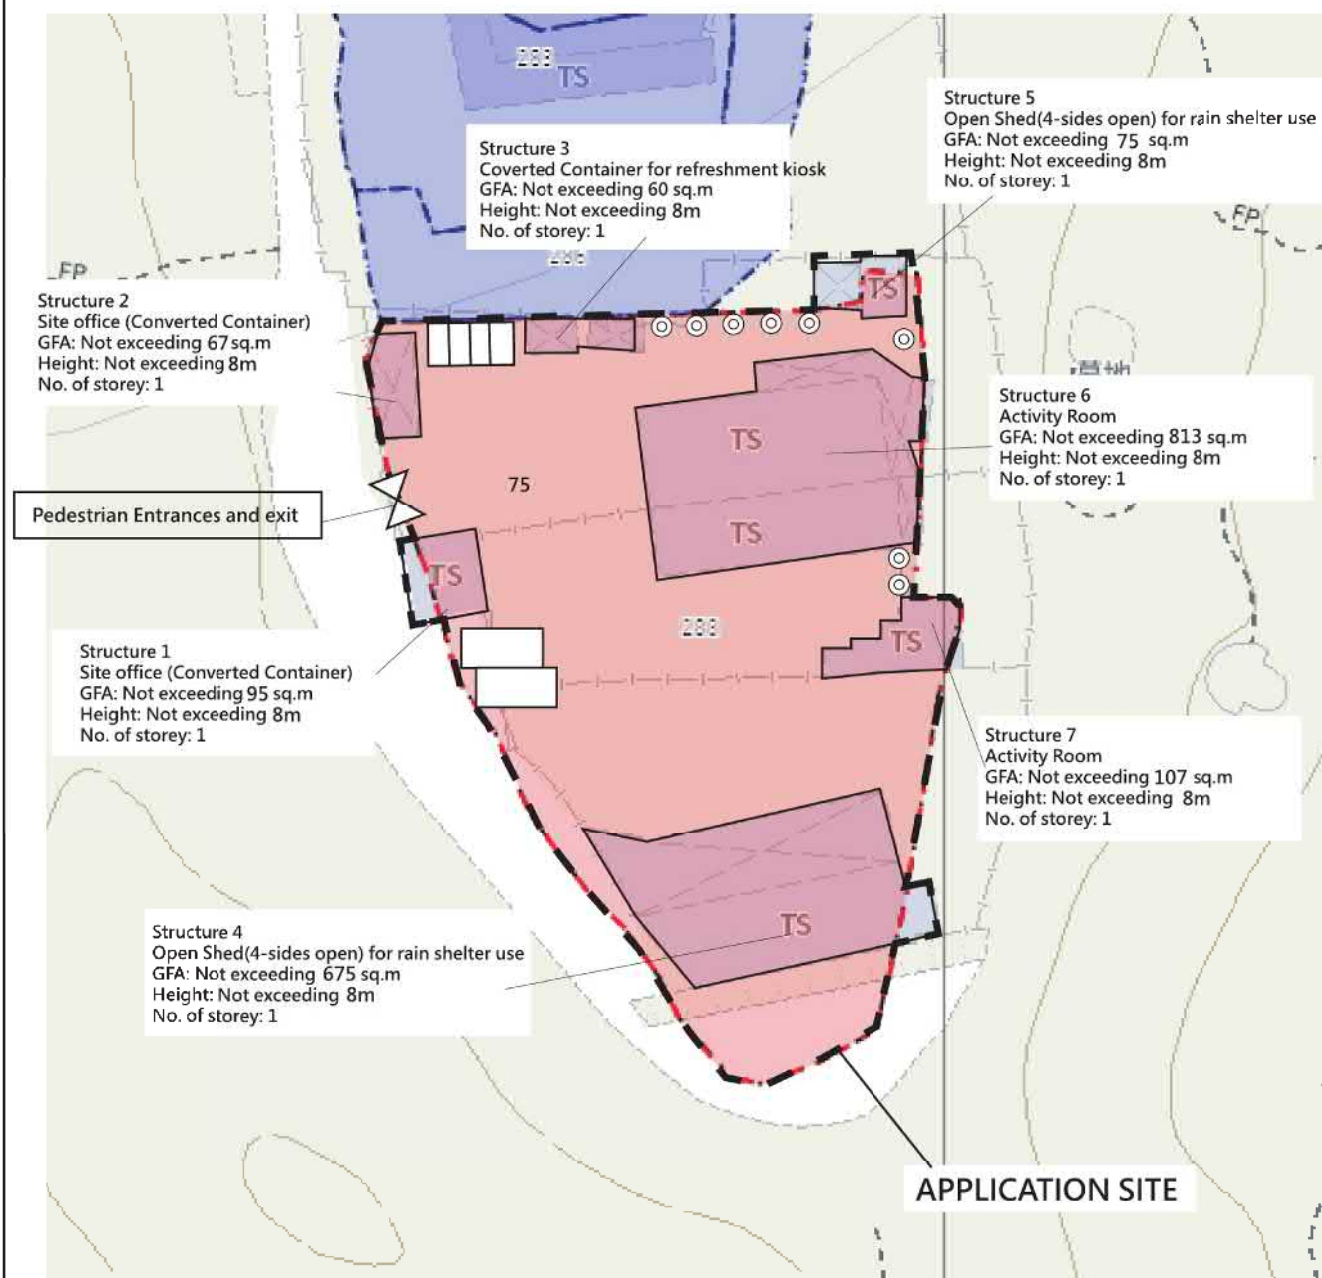 288
TS
Structure 5
Open Shed(4-sides open) for rain shelter use
GFA: Not exceeding 75 sq.m
Height: Not exceeding 8m
No. of storey: 1
Structure 3
Coverted Container for refreshment kiosk
GFA: Not exceeding 60 sq.m
Height: Not exceeding 8m
No. of storey: 1
FP
FP
TS
Structure 2
Site office (Converted Container)
GFA: Not exceeding 67 sq.m
Height: Not exceeding 8m
No. of storey: 1
墓地
Structure 6
Activity Room
GFA: Not exceeding 813 sq.m
Height: Not exceeding 8m
No. of storey: 1
TS
75
Pedestrian Entrances and exit
TS
TS
TS
Structure 1
Site office (Converted Container)
GFA: Not exceeding 95 sq.m
Height: Not exceeding 8m
No. of storey: 1
Structure 7
Activity Room
GFA: Not exceeding 107 sq.m
Height: Not exceeding 8m
No. of storey: 1
TS
Structure 4
Open Shed(4-sides open) for rain shelter use
GFA: Not exceeding 675 sq.m
Height: Not exceeding 8m
No. of storey: 1
APPLICATION SITE